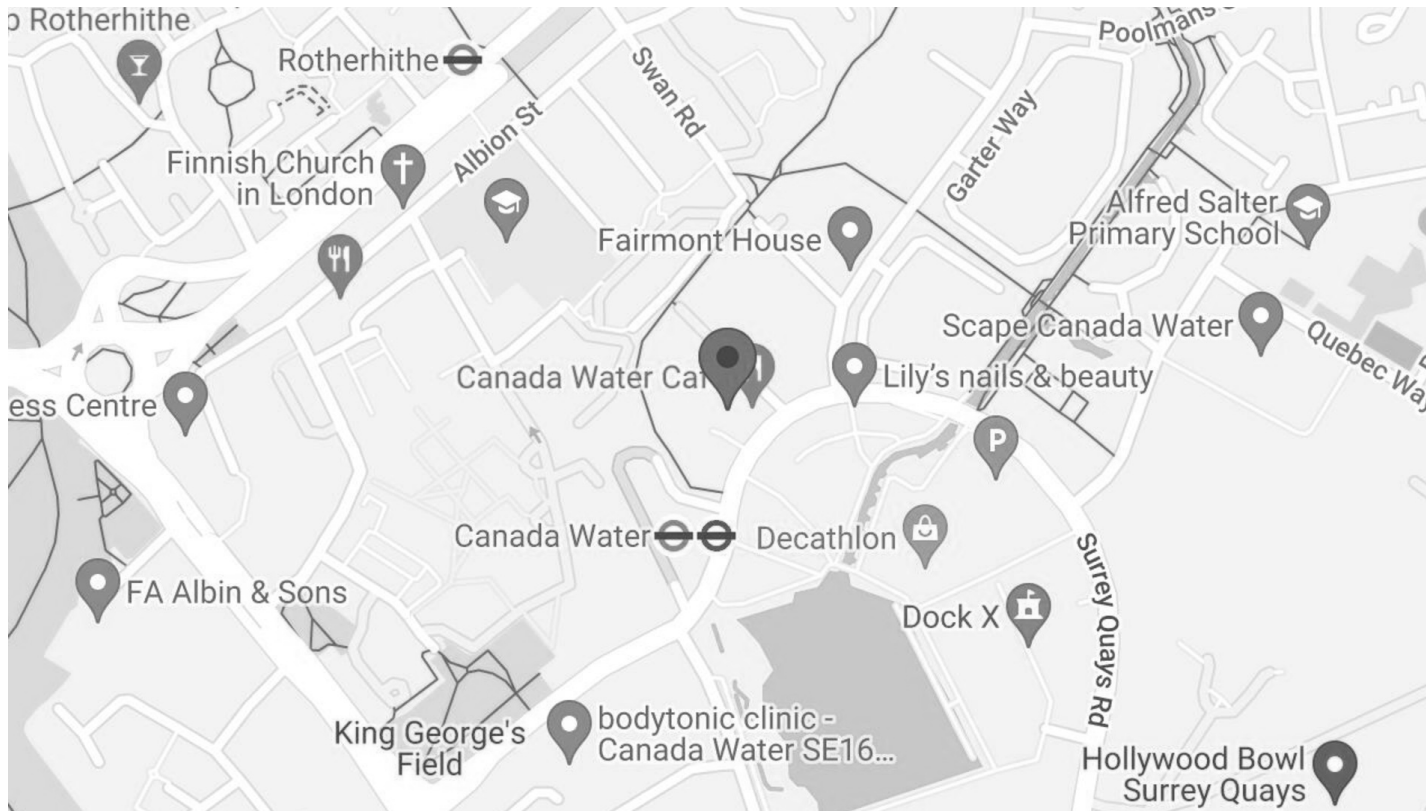 Rotherhithe
Poolmans
Rotherhithe
Swan Rd
Albion St
Garter Way
Finnish Church
in London
Alfred Salter
Primary School
Fairmont House
Scape Canada Water
Quebec Way
Canada Water
Lily's nails & beauty
ess Centre
P
Canada Water
Decathlon
Surrey Quays Rd
FA Albin & Sons
Dock X
King George's
Field
bodytonic clinic -
Canada Water SE16...
Hollywood Bowl
Surrey Quays